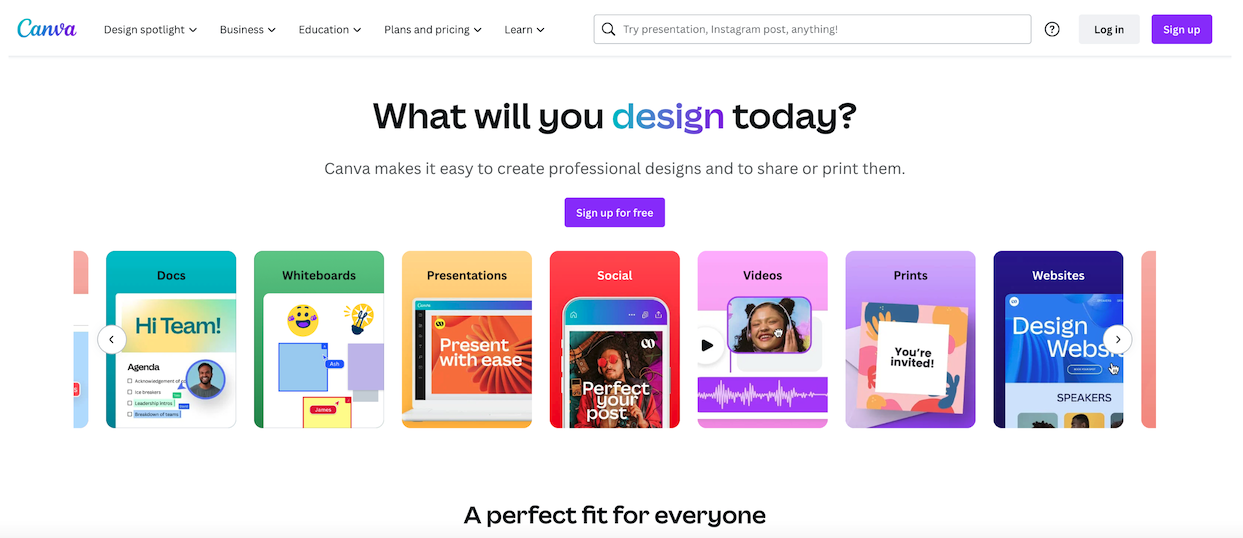 Canva
Design spotlight
Business
Education
Plans and pricing
Learn
Try presentation, Instagram post, anything!
?
Log in
Sign up
What will you design today?
Canva makes it easy to create professional designs and to share or print them.
Sign up for free
Docs
Hi Team!
Agenda
Acknowledgement of co
Ice breakers
Leadership intros
Breakdown of teams
Whiteboards
Ash
James
Presentations
Canva
Present
with ease
Social
Perfect
your
post
Videos
Prints
You're
invited!
Websites
Design
Websi
SPEAKERS
A perfect fit for everyone